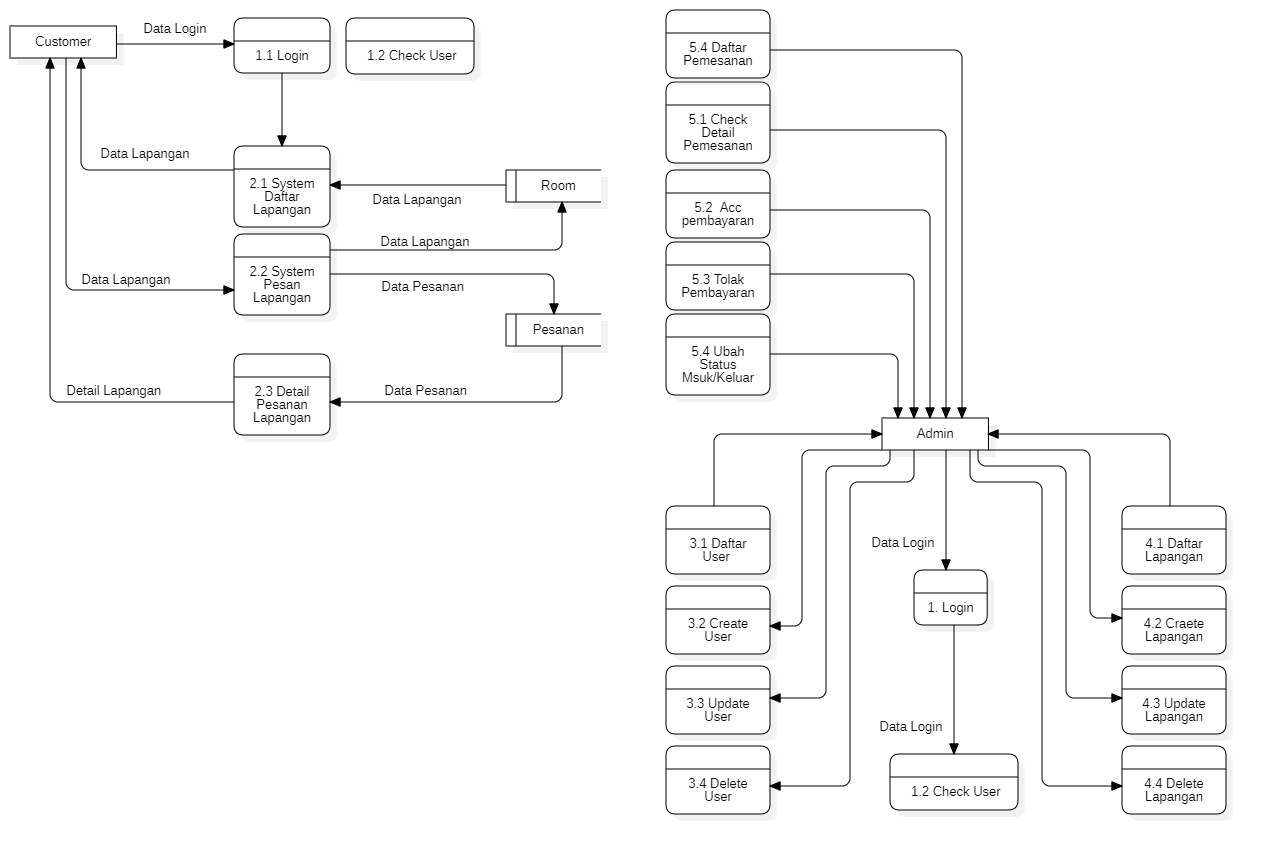 Customer
Data Login
1.1 Login
1.2 Check User
Data Lapangan
2.1 System
Daftar
Lapangan
Data Lapangan
Room
Data Lapangan
2.2 System
Pesan
Lapangan
Data Lapangan
Data Pesanan
Pesanan
Detail Lapangan
2.3 Detail
Pesanan
Lapangan
Data Pesanan
5.4 Daftar
Pemesanan
5.1 Check
Detail
Pemesanan
5.2 Acc
pembayaran
5.3 Tolak
Pembayaran
5.4 Ubah
Status
Msuk/Keluar
Admin
3.1 Daftar
User
3.2 Create
User
3.3 Update
User
3.4 Delete
User
Data Login
1. Login
Data Login
1.2 Check User
4.1 Daftar
Lapangan
4.2 Craete
Lapangan
4.3 Update
Lapangan
4.4 Delete
Lapangan